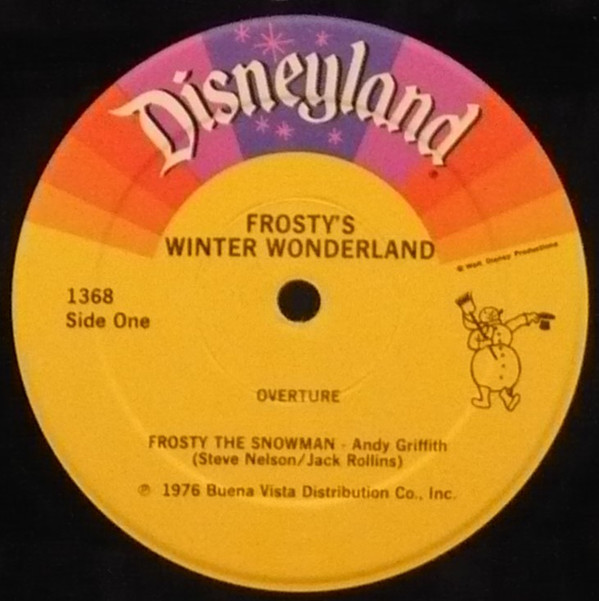 Disneyland
FROSTY'S
WINTER WONDERLAND
© Walt Disney Productions
1368
Side One
OVERTURE
FROSTY THE SNOWMAN - Andy Griffith
(Steve Nelson/Jack Rollins)
℗ 1976 Buena Vista Distribution Co., Inc.